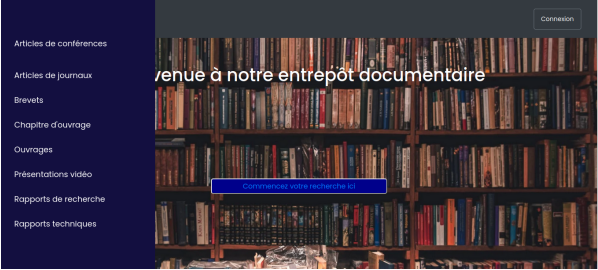 Connexion
Articles de conférences
Articles de journaux
Brevets
Chapitre d'ouvrage
Ouvrages
Présentations vidéo
Rapports de recherche
Rapports techniques
venue à notre entrepôt documentaire
Commencez votre recherche ici